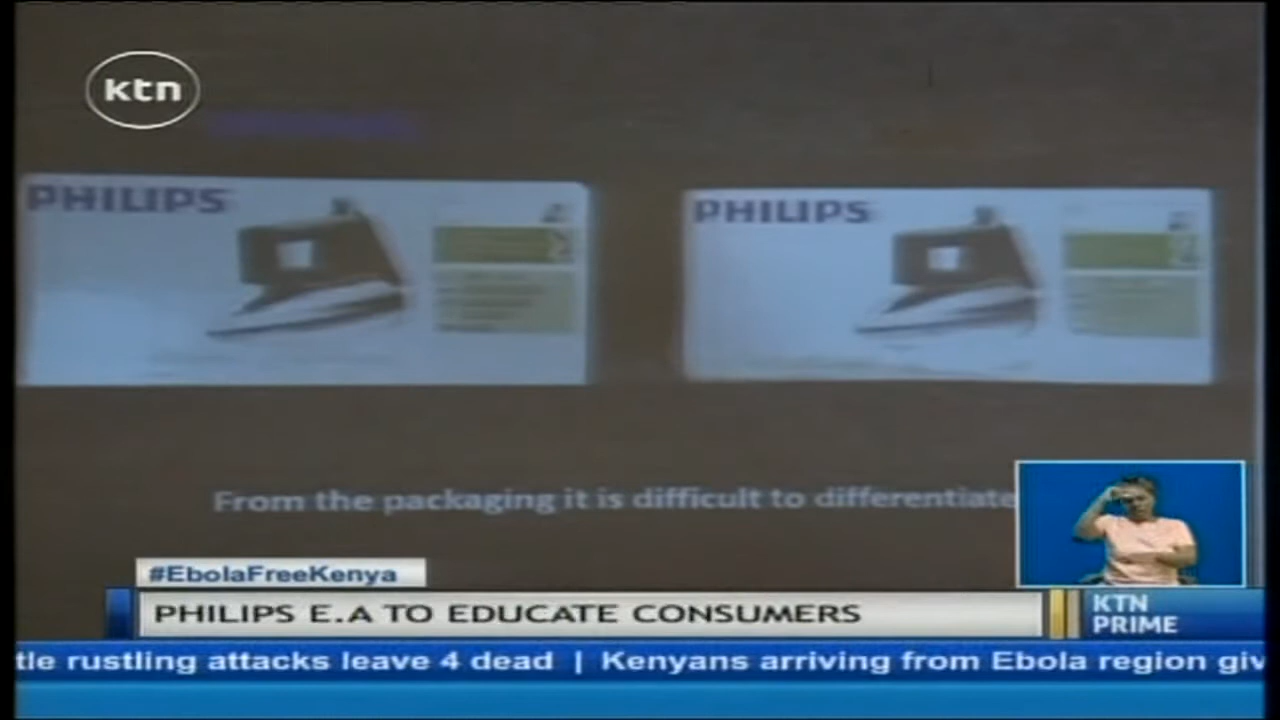 ktn
PHILIPS
PHILIPS
From the packaging it is difficult to differentiate
#EbolaFreeKenya
PHILIPS E.A TO EDUCATE CONSUMERS
KTN
PRIME
tle rustling attacks leave 4 dead | Kenyans arriving from Ebola region giv